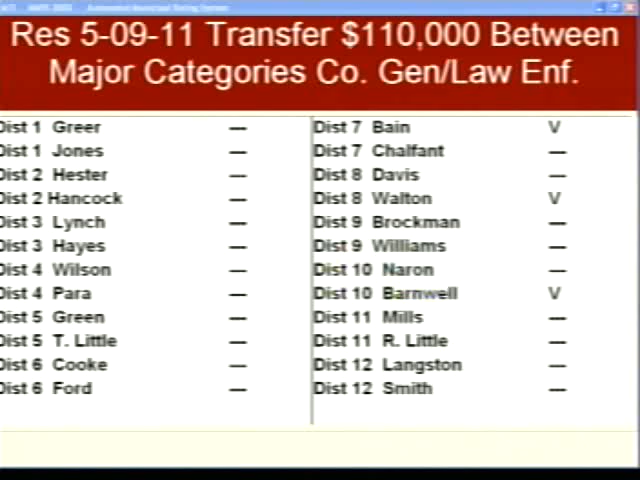 Res 5-09-11 Transfer $110,000 Between
Major Categories Co. Gen/Law Enf.
Dist 1 Greer —
Dist 1 Jones —
Dist 2 Hester —
Dist 2 Hancock —
Dist 3 Lynch —
Dist 3 Hayes —
Dist 4 Wilson —
Dist 4 Para —
Dist 5 Green —
Dist 5 T. Little —
Dist 6 Cooke —
Dist 6 Ford —
Dist 7 Bain V
Dist 7 Chalfant —
Dist 8 Davis —
Dist 8 Walton V
Dist 9 Brockman —
Dist 9 Williams —
Dist 10 Naron —
Dist 10 Barnwell V
Dist 11 Mills —
Dist 11 R. Little —
Dist 12 Langston —
Dist 12 Smith —